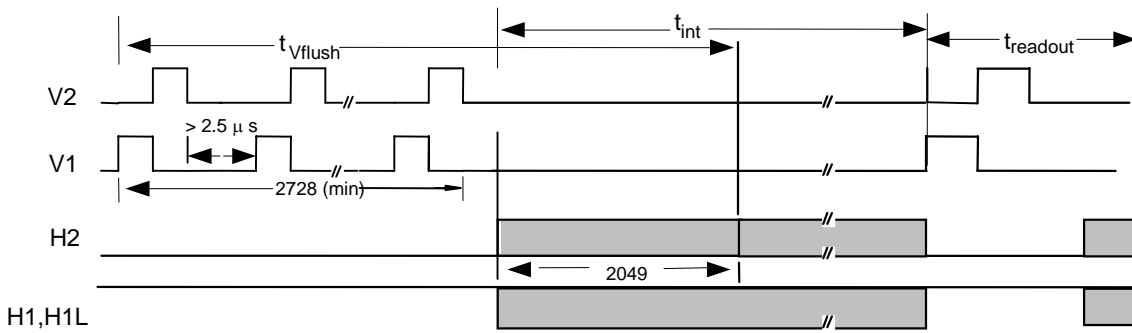 t_Vflush
t_int
t_readout
V2
> 2.5 μ s
V1
2728 (min)
H2
2049
H1,H1L